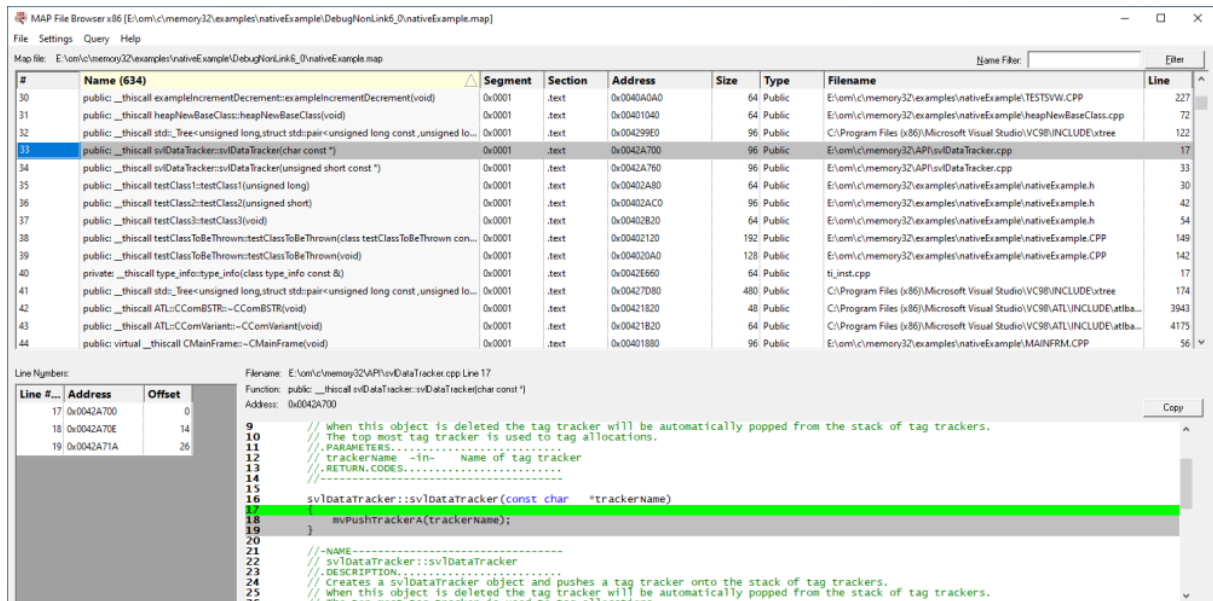 MAP File Browser x86 [E:\om\c\memory32\examples\nativeExample\DebugNonLink6_0\nativeExample.map]
File Settings Query Help
Map file: E:\om\c\memory32\examples\nativeExample\DebugNonLink6_0\nativeExample.map Name Filter: Filter
# Name (634) Segment Section Address Size Type Filename Line
30 public: __thiscall exampleIncrementDecrement::exampleIncrementDecrement(void) 0x0001 .text 0x0040A0A0 64 Public E:\om\c\memory32\examples\nativeExample\TESTSVW.CPP 227
31 public: __thiscall heapNewBaseClass::heapNewBaseClass(void) 0x0001 .text 0x00401040 64 Public E:\om\c\memory32\examples\nativeExample\heapNewBaseClass.cpp 72
32 public: __thiscall std::_Tree<unsigned long,struct std::pair<unsigned long const ,unsigned lo... 0x0001 .text 0x004299E0 96 Public C:\Program Files (x86)\Microsoft Visual Studio\VC98\INCLUDE\xtree 122
33 public: __thiscall svlDataTracker::svlDataTracker(char const *) 0x0001 .text 0x0042A700 96 Public E:\om\c\memory32\API\svlDataTracker.cpp 17
34 public: __thiscall svlDataTracker::svlDataTracker(unsigned short const *) 0x0001 .text 0x0042A760 96 Public E:\om\c\memory32\API\svlDataTracker.cpp 33
35 public: __thiscall testClass1::testClass1(unsigned long) 0x0001 .text 0x00402A80 64 Public E:\om\c\memory32\examples\nativeExample\nativeExample.h 30
36 public: __thiscall testClass2::testClass2(unsigned short) 0x0001 .text 0x00402AC0 96 Public E:\om\c\memory32\examples\nativeExample\nativeExample.h 42
37 public: __thiscall testClass3::testClass3(void) 0x0001 .text 0x00402B20 64 Public E:\om\c\memory32\examples\nativeExample\nativeExample.h 54
38 public: __thiscall testClassToBeThrown::testClassToBeThrown(class testClassToBeThrown con... 0x0001 .text 0x00402120 192 Public E:\om\c\memory32\examples\nativeExample\nativeExample.CPP 149
39 public: __thiscall testClassToBeThrown::testClassToBeThrown(void) 0x0001 .text 0x004020A0 128 Public E:\om\c\memory32\examples\nativeExample\nativeExample.CPP 142
40 private: __thiscall type_info::type_info(class type_info const &) 0x0001 .text 0x0042E660 64 Public ti_inst.cpp 17
41 public: __thiscall std::_Tree<unsigned long,struct std::pair<unsigned long const ,unsigned lo... 0x0001 .text 0x00427D80 480 Public C:\Program Files (x86)\Microsoft Visual Studio\VC98\INCLUDE\xtree 174
42 public: __thiscall ATL::CComBSTR::~CComBSTR(void) 0x0001 .text 0x00421820 48 Public C:\Program Files (x86)\Microsoft Visual Studio\VC98\ATL\INCLUDE\atlba... 3943
43 public: __thiscall ATL::CComVariant::~CComVariant(void) 0x0001 .text 0x00421B20 64 Public C:\Program Files (x86)\Microsoft Visual Studio\VC98\ATL\INCLUDE\atlba... 4175
44 public: virtual __thiscall CMainFrame::~CMainFrame(void) 0x0001 .text 0x00401880 96 Public E:\om\c\memory32\examples\nativeExample\MAINFRM.CPP 56
Line Numbers: Filename: E:\om\c\memory32\API\svlDataTracker.cpp Line 17
Function: public: __thiscall svlDataTracker::svlDataTracker(char const *)
Address: 0x0042A700 Copy
Line #... Address Offset
17 0x0042A700 0
18 0x0042A70E 14
19 0x0042A71A 26
9 // When this object is deleted the tag tracker will be automatically popped from the stack of tag trackers.
10 // The top most tag tracker is used to tag allocations.
11 //.PARAMETERS..........................
12 // trackerName -in- Name of tag tracker
13 //.RETURN.CODES........................
14 //-------------------------------------
15
16 svlDataTracker::svlDataTracker(const char *trackerName)
17 {
18 mvPushTrackerA(trackerName);
19 }
20
21 //-NAME--------------------------------
22 // svlDataTracker::svlDataTracker
23 //.DESCRIPTION.........................
24 // Creates a svlDataTracker object and pushes a tag tracker onto the stack of tag trackers.
25 // When this object is deleted the tag tracker will be automatically popped from the stack of tag trackers.